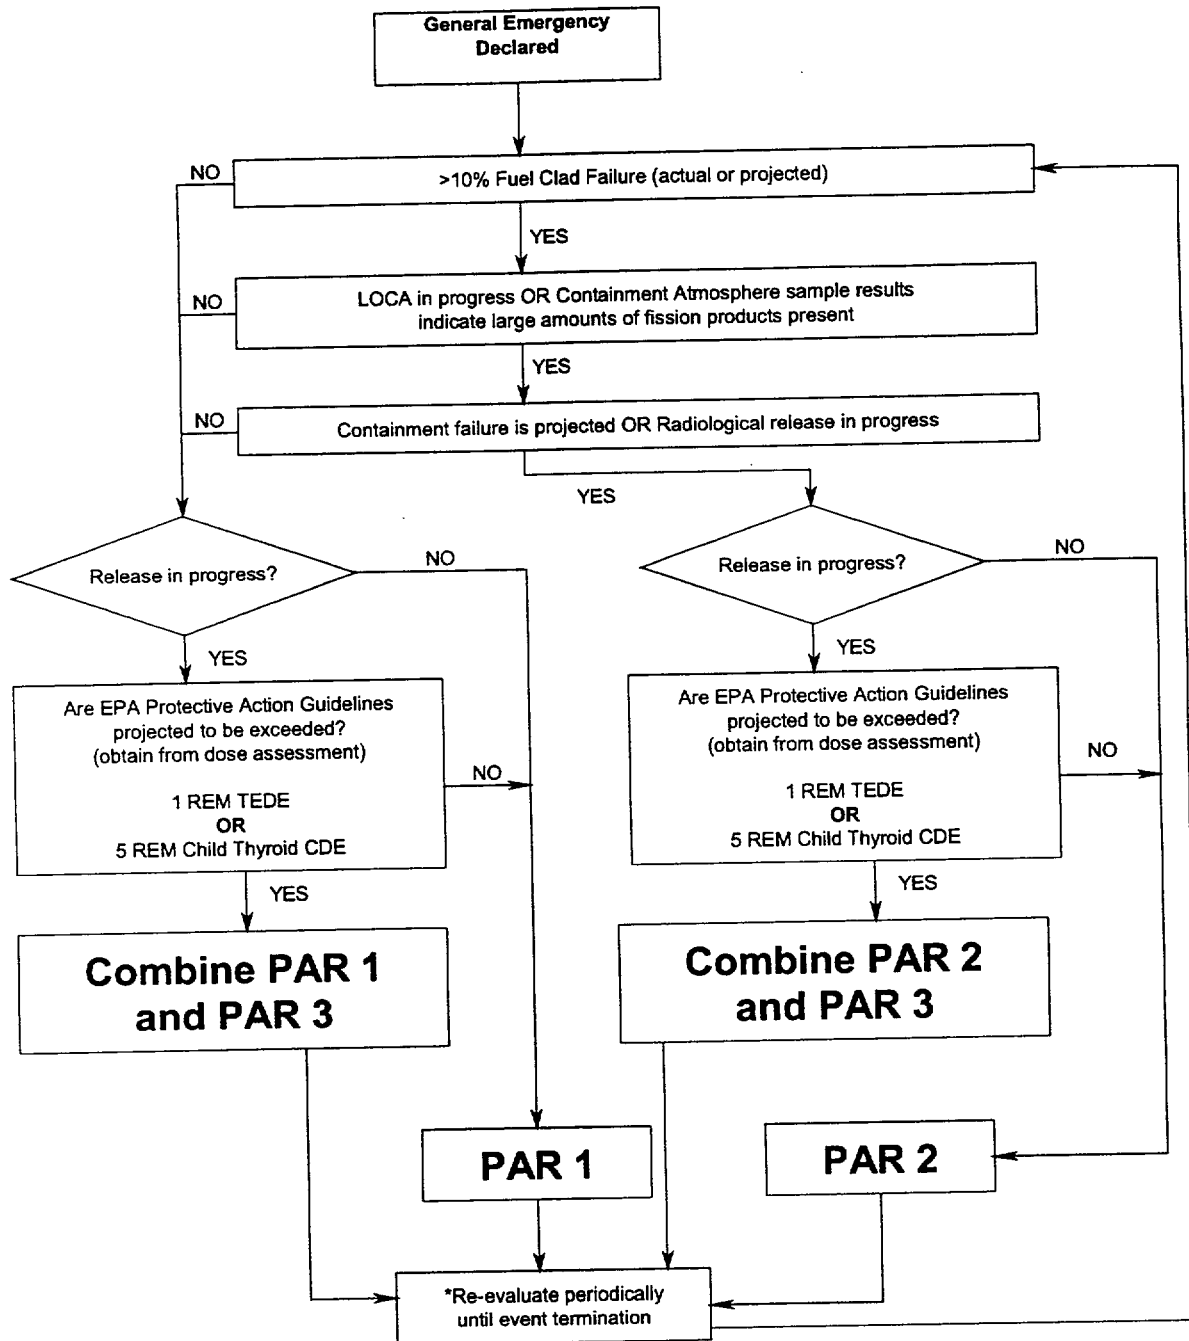 General Emergency
Declared
NO
>10% Fuel Clad Failure (actual or projected)
YES
NO
LOCA in progress OR Containment Atmosphere sample results
indicate large amounts of fission products present
YES
NO
Containment failure is projected OR Radiological release in progress
YES
Release in progress?
NO
YES
Are EPA Protective Action Guidelines
projected to be exceeded?
(obtain from dose assessment)
1 REM TEDE
OR
5 REM Child Thyroid CDE
NO
YES
Combine PAR 1
and PAR 3
Release in progress?
NO
YES
Are EPA Protective Action Guidelines
projected to be exceeded?
(obtain from dose assessment)
1 REM TEDE
OR
5 REM Child Thyroid CDE
NO
YES
Combine PAR 2
and PAR 3
PAR 1
PAR 2
*Re-evaluate periodically
until event termination